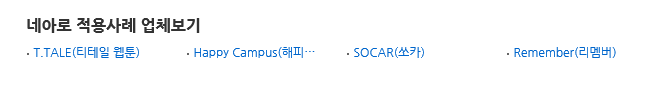 네아로 적용사례 업체보기
· T.TALE(티테일 웹툰) · Happy Campus(해피… · SOCAR(쏘카) · Remember(리멤버)